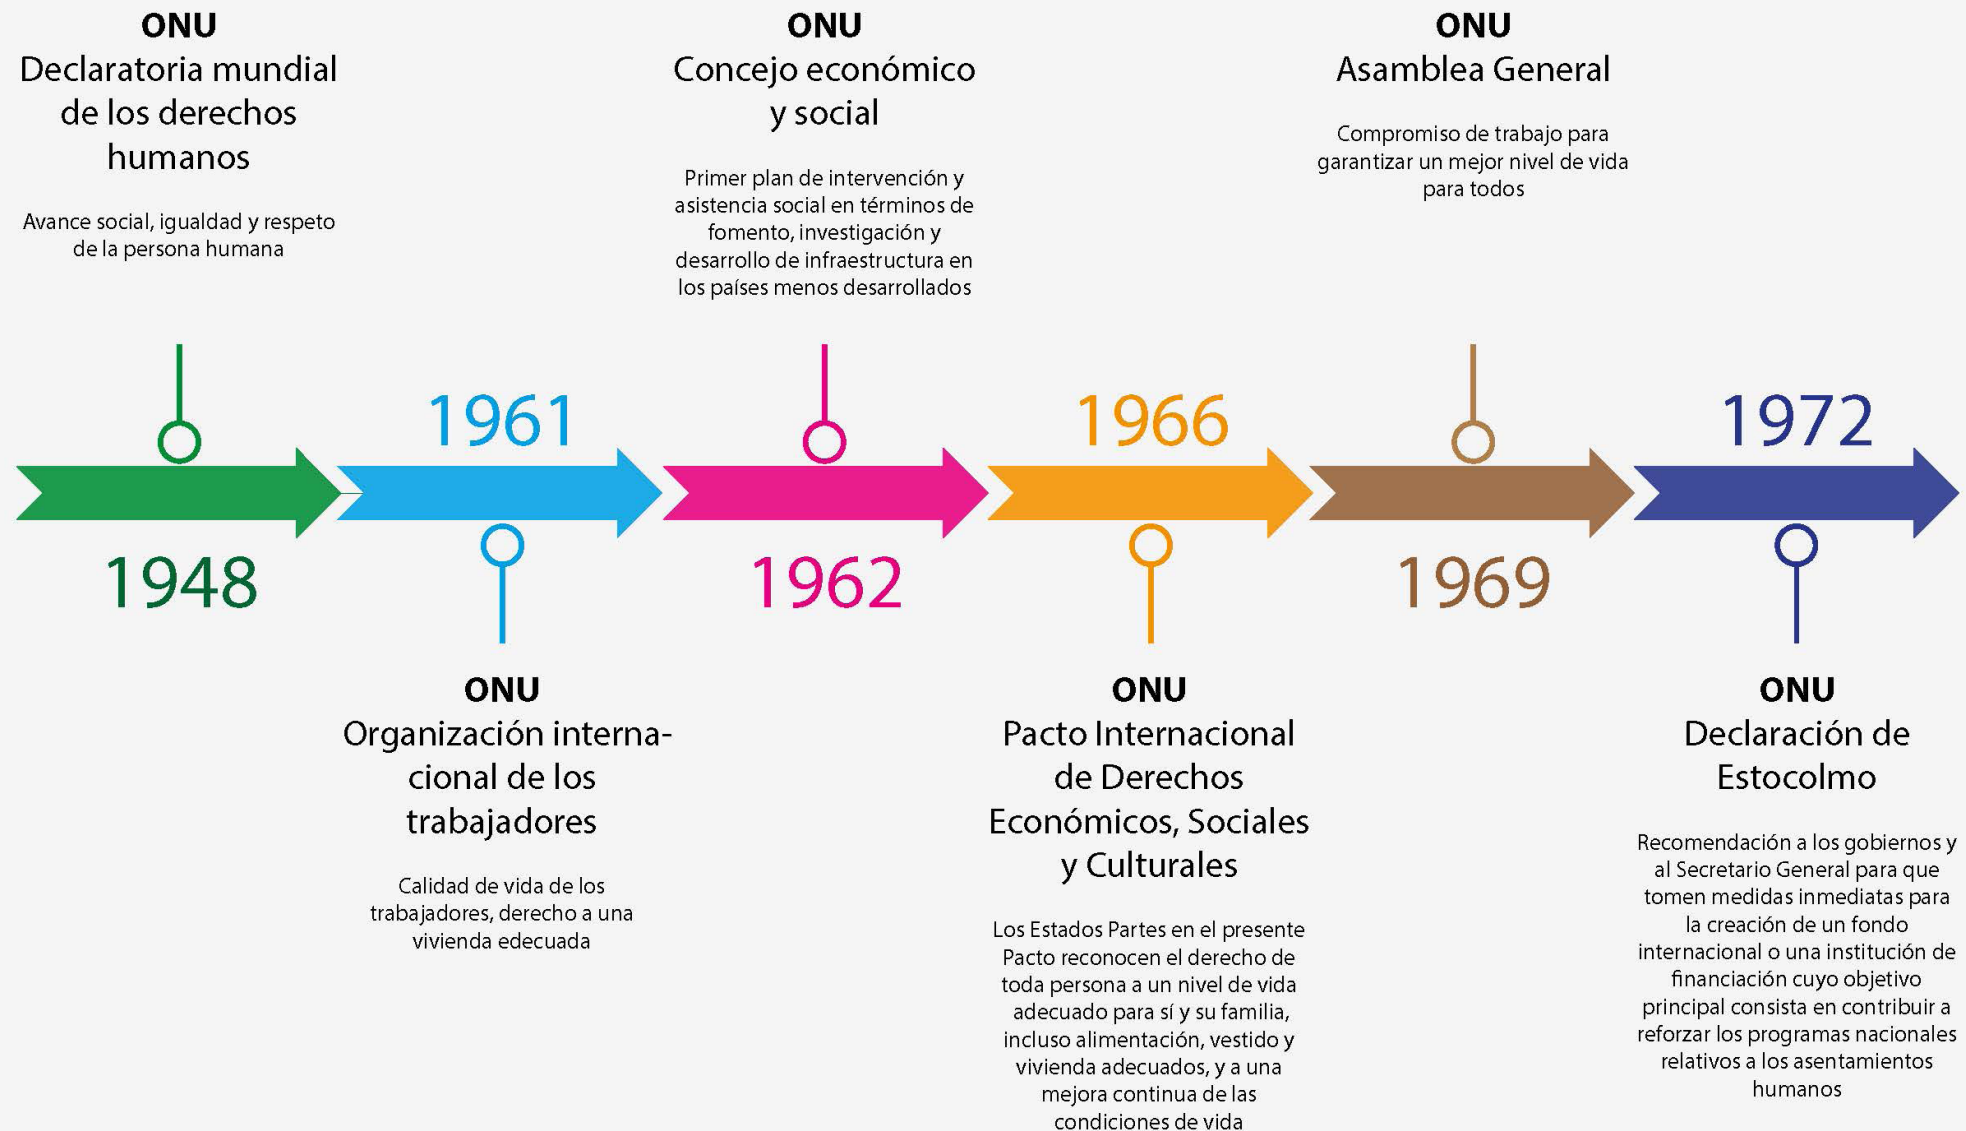 ONU
Declaratoria mundial
de los derechos
humanos
Avance social, igualdad y respeto
de la persona humana
1948
1961
ONU
Organización interna-
cional de los
trabajadores
Calidad de vida de los
trabajadores, derecho a una
vivienda edecuada
ONU
Concejo económico
y social
Primer plan de intervención y
asistencia social en términos de
fomento, investigación y
desarrollo de infraestructura en
los países menos desarrollados
1962
1966
ONU
Pacto Internacional
de Derechos
Económicos, Sociales
y Culturales
Los Estados Partes en el presente
Pacto reconocen el derecho de
toda persona a un nivel de vida
adecuado para sí y su familia,
incluso alimentación, vestido y
vivienda adecuados, y a una
mejora continua de las
condiciones de vida
ONU
Asamblea General
Compromiso de trabajo para
garantizar un mejor nivel de vida
para todos
1969
1972
ONU
Declaración de
Estocolmo
Recomendación a los gobiernos y
al Secretario General para que
tomen medidas inmediatas para
la creación de un fondo
internacional o una institución de
financiación cuyo objetivo
principal consista en contribuir a
reforzar los programas nacionales
relativos a los asentamientos
humanos